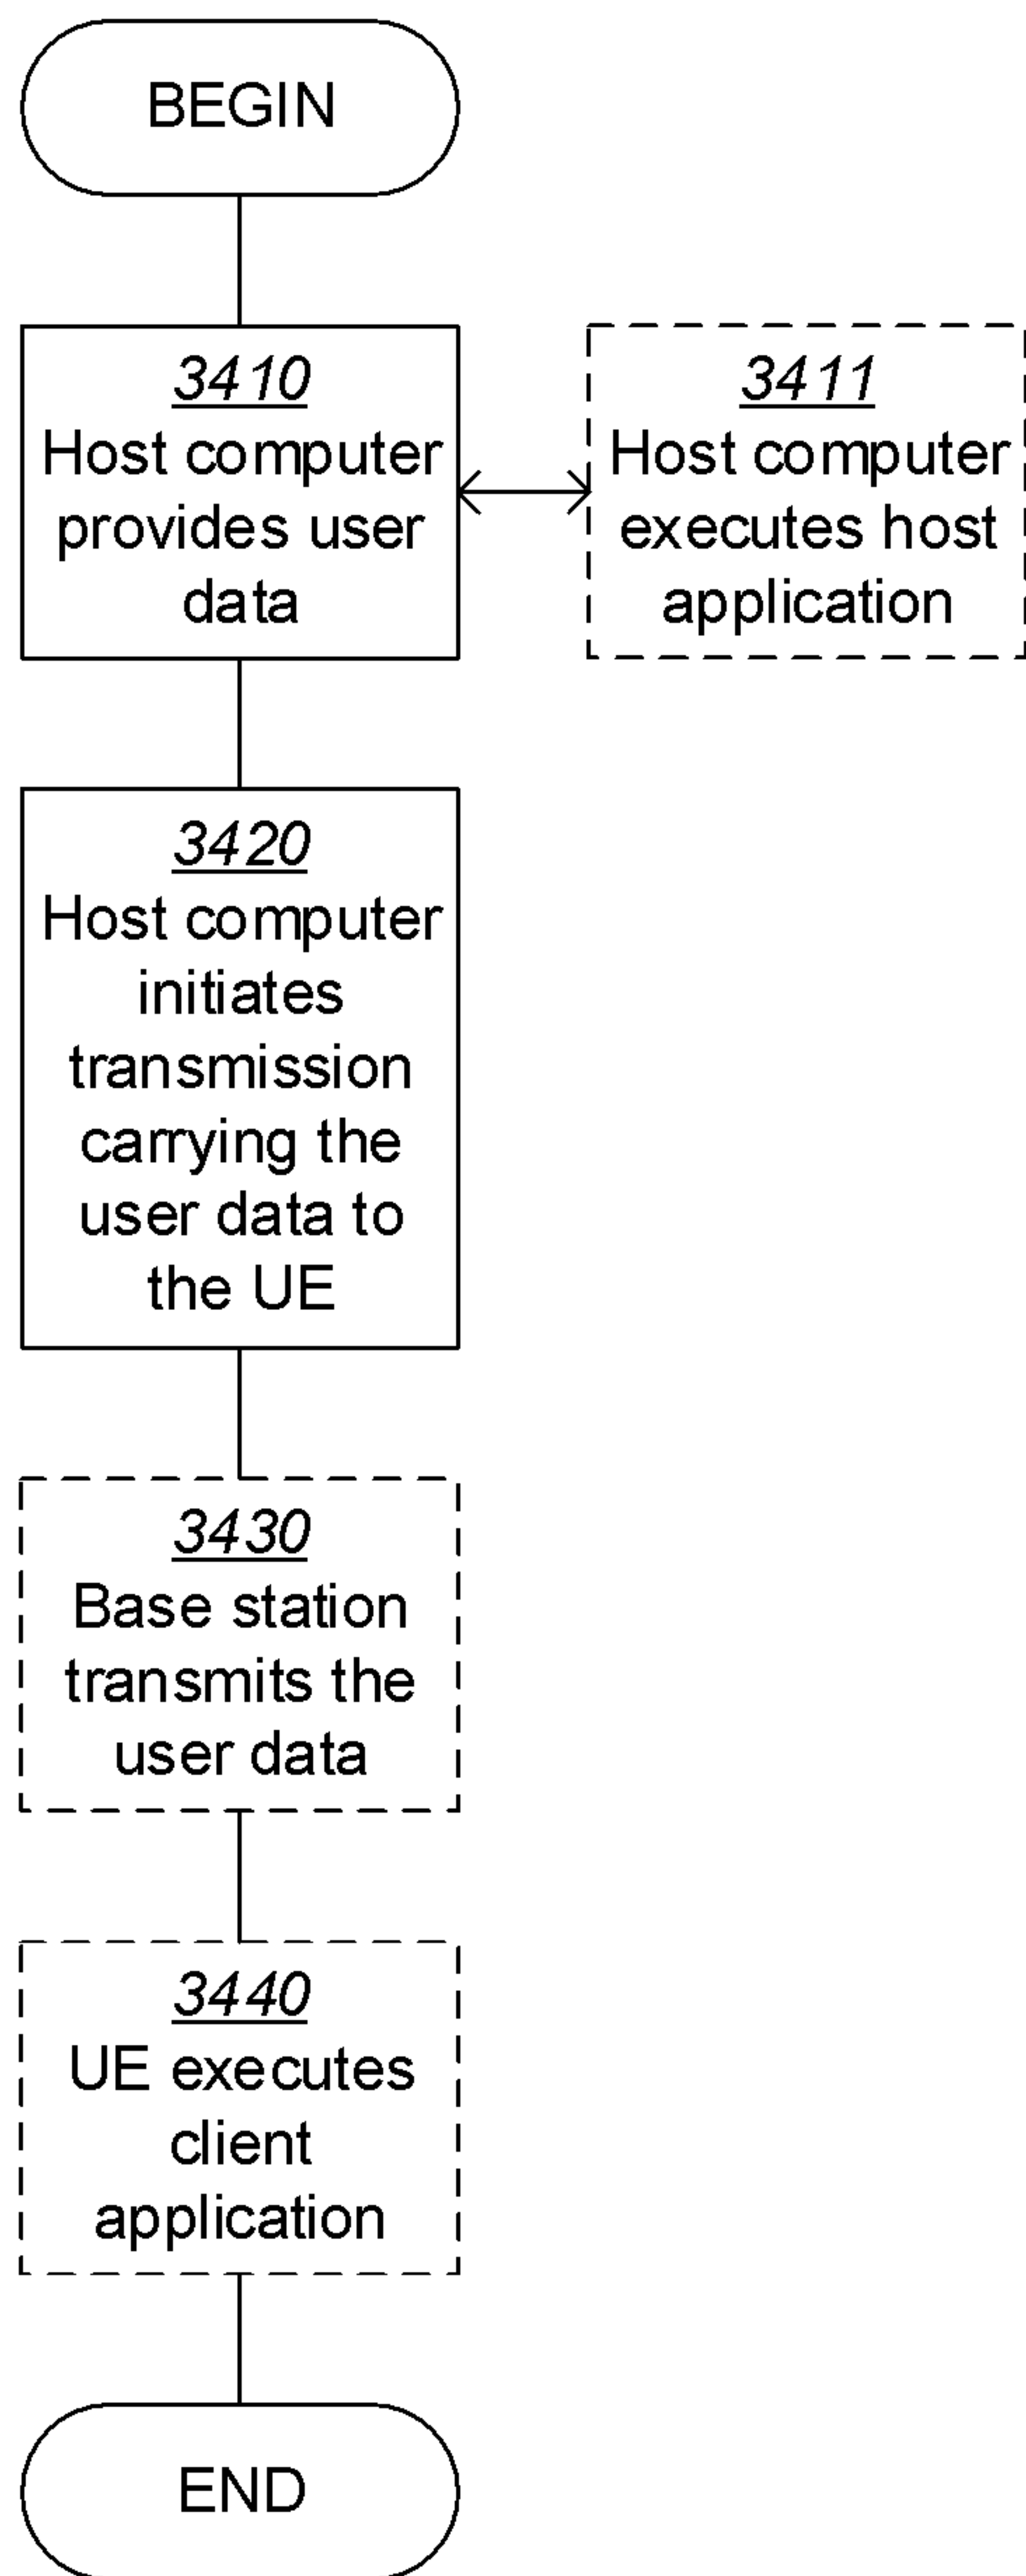 BEGIN
3410
Host computer
provides user
data
3411
Host computer
executes host
application
3420
Host computer
initiates
transmission
carrying the
user data to
the UE
3430
Base station
transmits the
user data
3440
UE executes
client
application
END